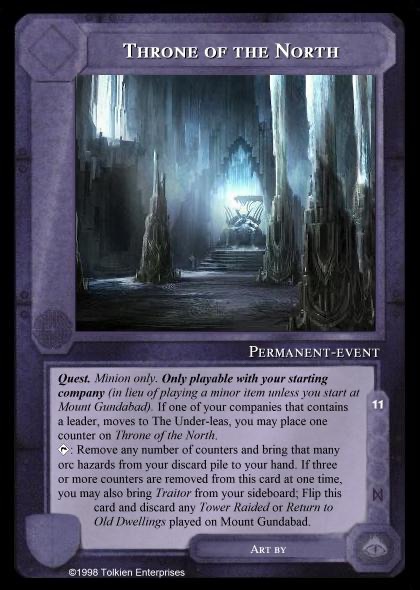 THRONE OF THE NORTH
PERMANENT-EVENT
Quest. Minion only. Only playable with your starting
company (in lieu of playing a minor item unless you start at
Mount Gundabad). If one of your companies that contains
a leader, moves to The Under-leas, you may place one
counter on Throne of the North.
: Remove any number of counters and bring that many
orc hazards from your discard pile to your hand. If three
or more counters are removed from this card at one time,
you may also bring Traitor from your sideboard; Flip this
card and discard any Tower Raided or Return to
Old Dwellings played on Mount Gundabad.
11
ART BY
©1998 Tolkien Enterprises